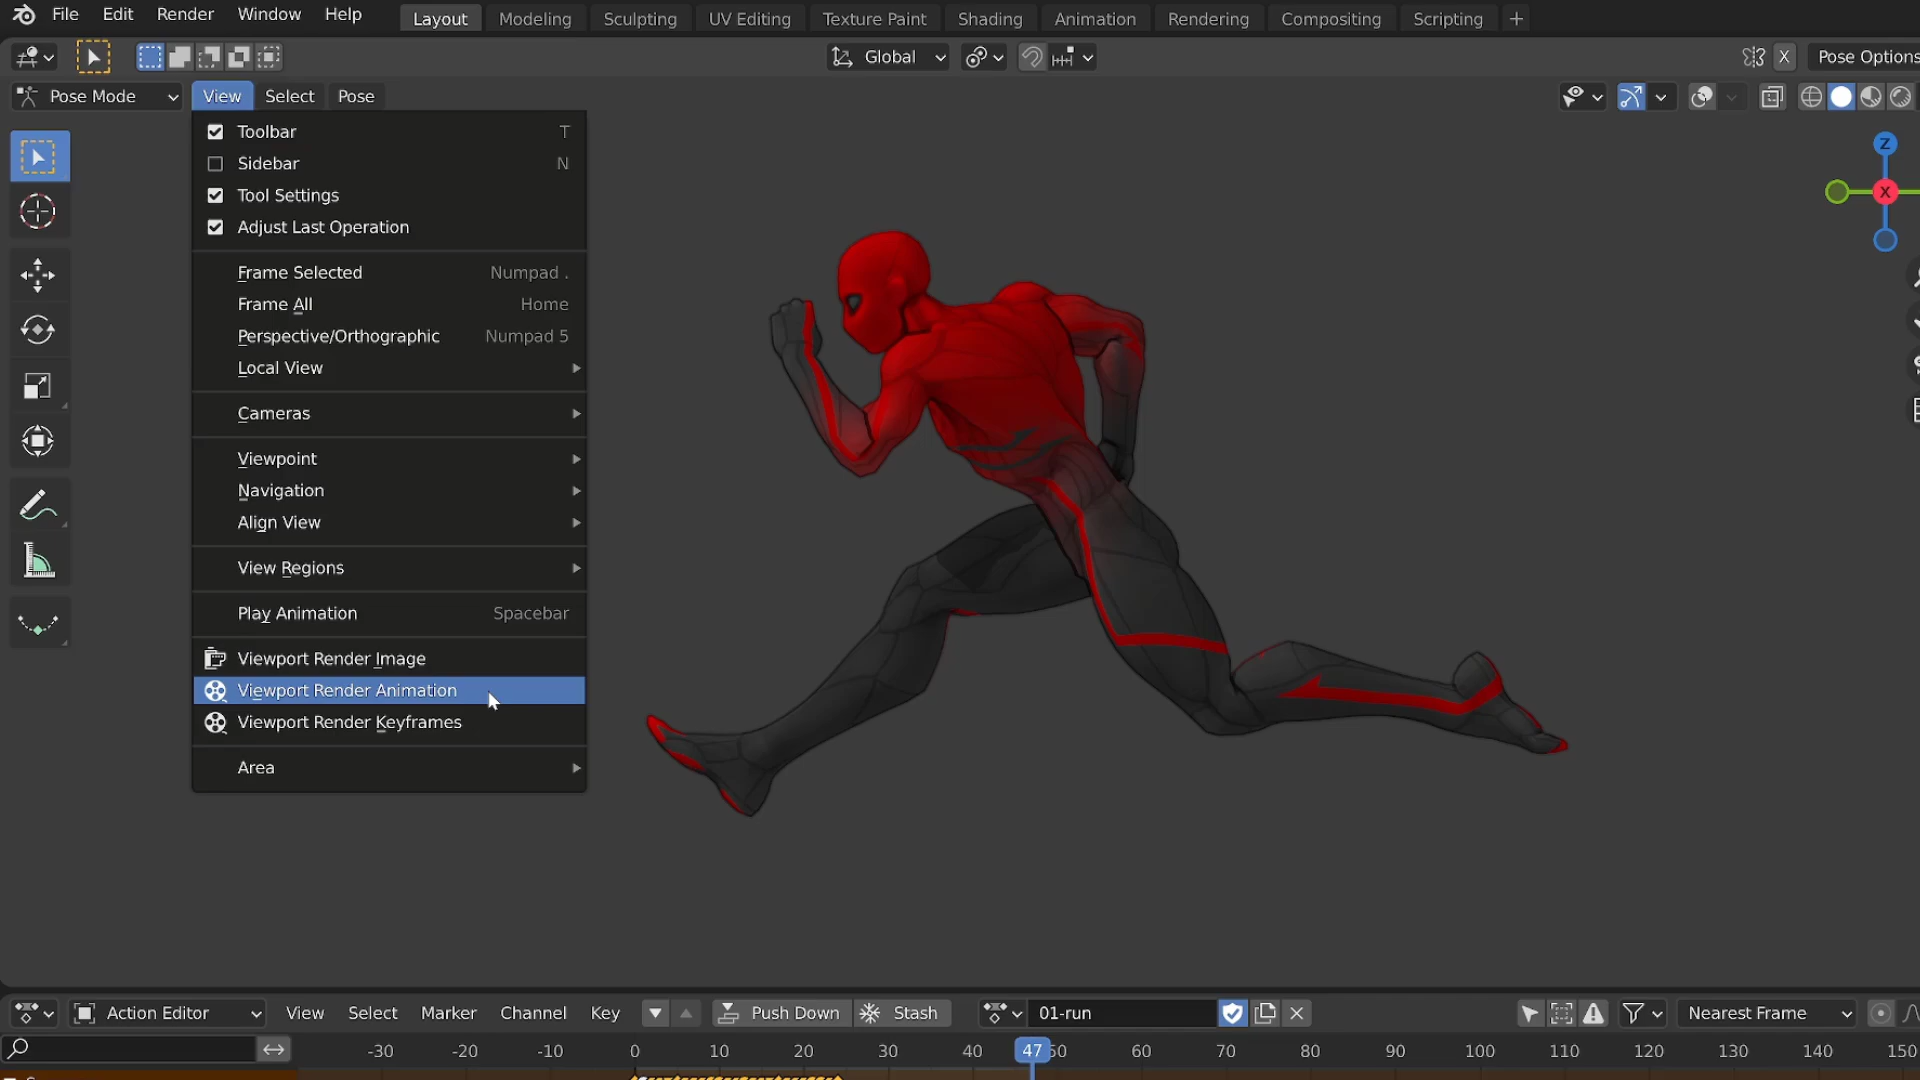 File Edit Render Window Help Layout Modeling Sculpting UV Editing Texture Paint Shading Animation Rendering Compositing Scripting +
Global X Pose Options
Pose Mode View Select Pose
Toolbar T
Sidebar N
Tool Settings
Adjust Last Operation
Frame Selected Numpad .
Frame All Home
Perspective/Orthographic Numpad 5
Local View
Cameras
Viewpoint
Navigation
Align View
View Regions
Play Animation Spacebar
Viewport Render Image
Viewport Render Animation
Viewport Render Keyframes
Area
Z
X
Action Editor View Select Marker Channel Key Push Down Stash 01-run Nearest Frame
-30 -20 -10 0 10 20 30 40 47 60 70 80 90 100 110 120 130 140 150